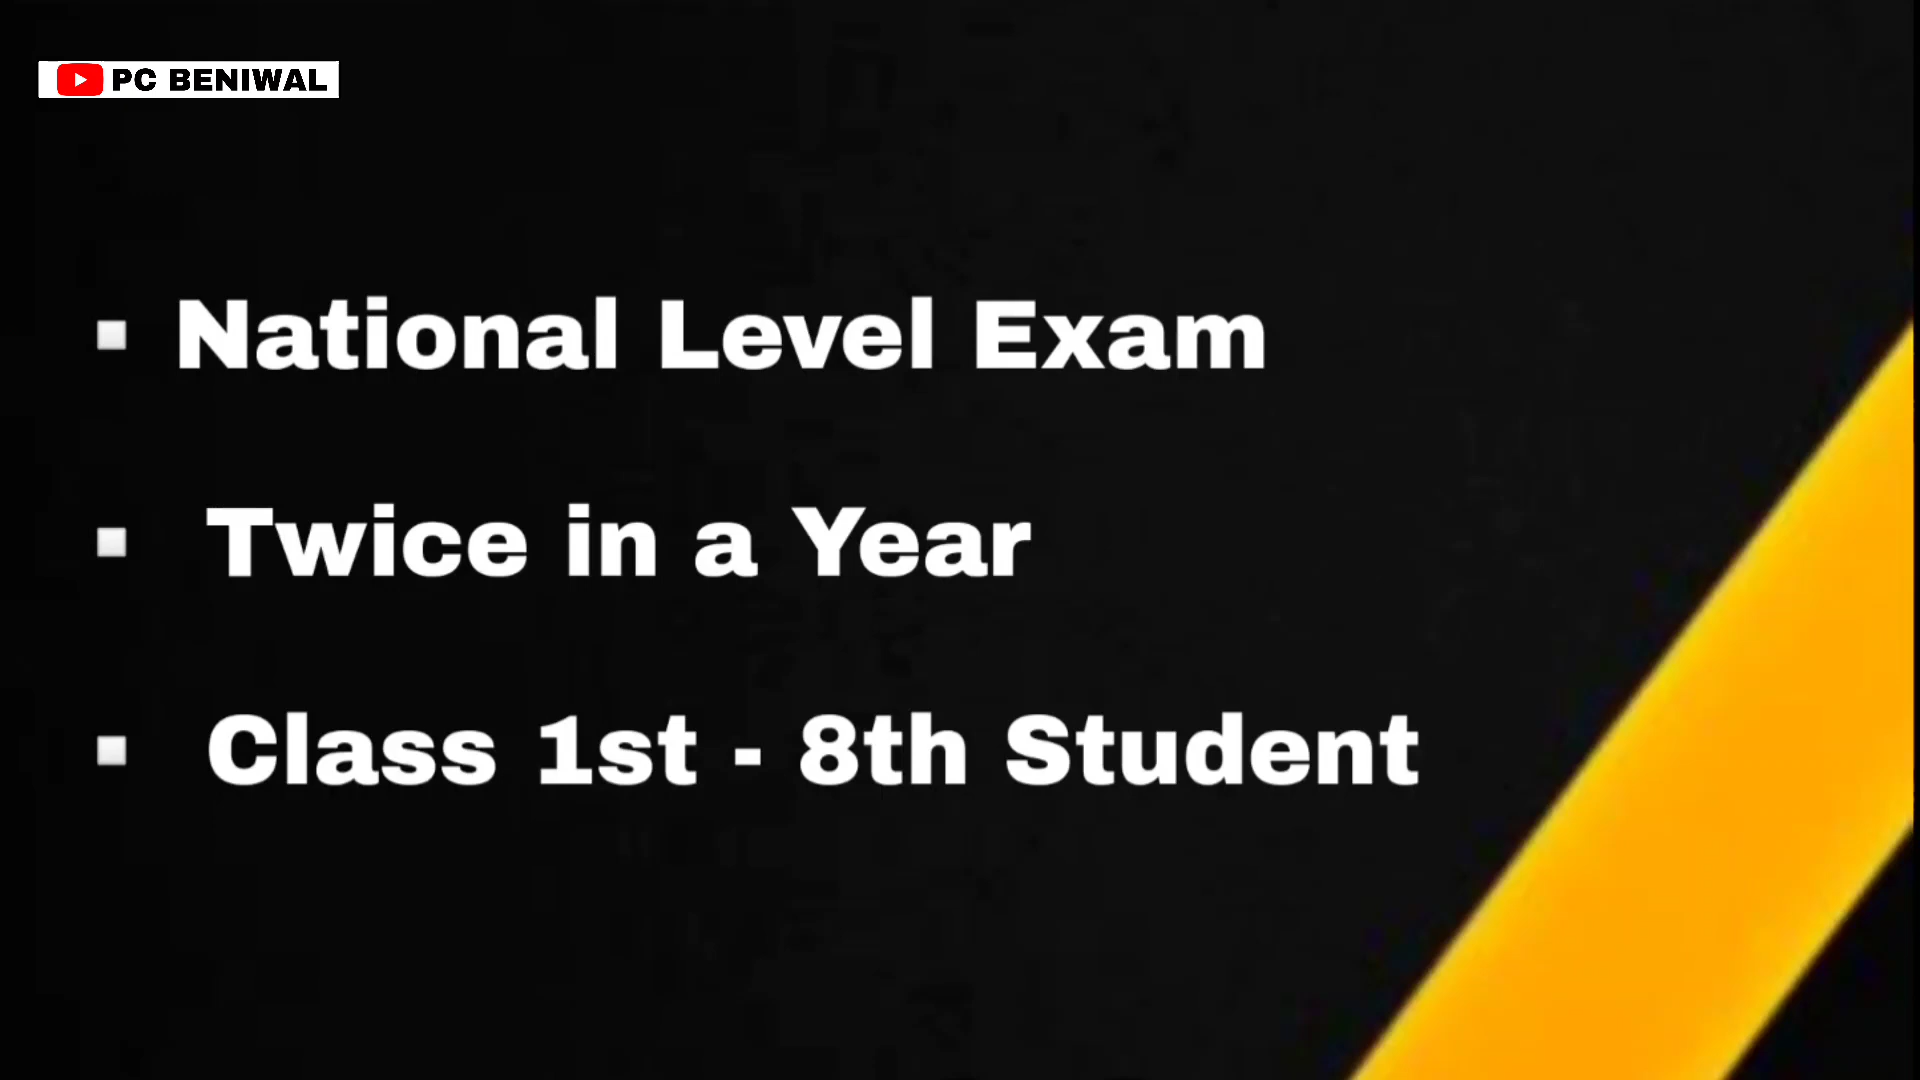 PC BENIWAL
▪ National Level Exam
▪ Twice in a Year
▪ Class 1st - 8th Student